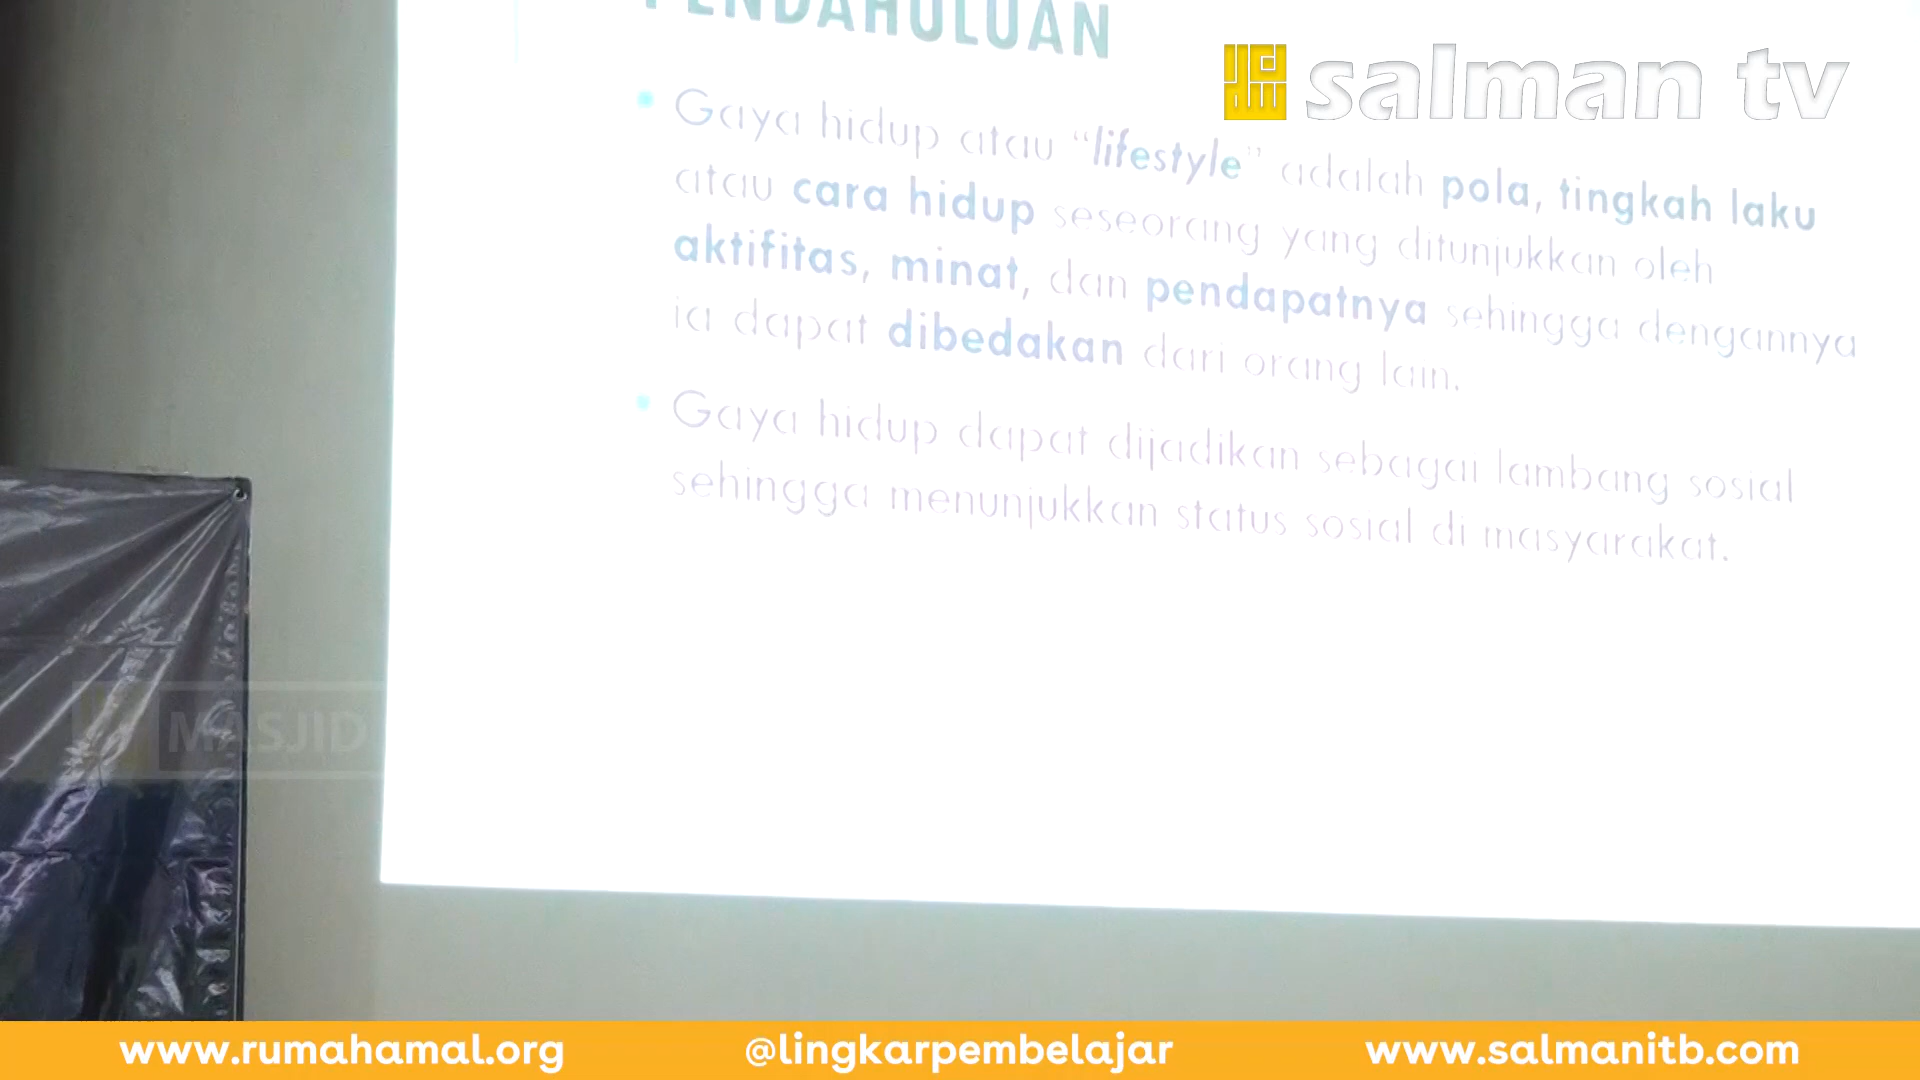 PENDAHULUAN
salman tv
• Gaya hidup atau “lifestyle” adalah pola, tingkah laku
atau cara hidup seseorang yang ditunjukkan oleh
aktifitas, minat, dan pendapatnya sehingga dengannya
ia dapat dibedakan dari orang lain.
• Gaya hidup dapat dijadikan sebagai lambang sosial
sehingga menunjukkan status sosial di masyarakat.
MASJID
www.rumahamal.org
@lingkarpembelajar
www.salmanitb.com